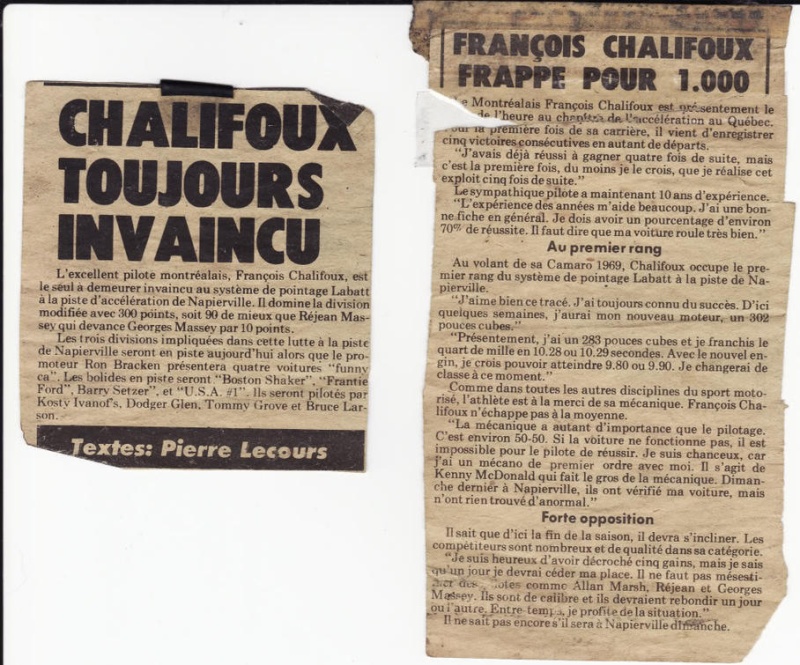 CHALIFOUX
TOUJOURS
INVAINCU
L'excellent pilote montréalais, François Chalifoux, est
le seul à demeurer invaincu au système de pointage Labatt
à la piste d'accélération de Napierville. Il domine la division
modifiée avec 300 points, soit 90 de mieux que Réjean Mas-
sey qui devance Georges Massey par 10 points.
Les trois divisions impliquées dans cette lutte à la piste
de Napierville seront en piste aujourd'hui alors que le pro-
moteur Ron Bracken présentera quatre voitures "funny
ca". Les bolides en piste seront "Boston Shaker", "Frantie
Ford", Barry Setzer", et "U.S.A. #1". Ils seront pilotés par
Kosty Ivanof's, Dodger Glen, Tommy Grove et Bruce Lar-
son.
Textes: Pierre Lecours
FRANÇOIS CHALIFOUX
FRAPPE POUR 1.000
Montréalais François Chalifoux est présentement le
de l'heure au chapitre de l'accélération au Québec.
Pour la première fois de sa carrière, il vient d'enregistrer
cinq victoires consécutives en autant de départs.
"J'avais déjà réussi à gagner quatre fois de suite, mais
c'est la première fois, du moins je le crois, que je réalise cet
exploit cinq fois de suite."
Le sympathique pilote a maintenant 10 ans d'expérience.
"L'expérience des années m'aide beaucoup. J'ai une bon-
ne fiche en général. Je dois avoir un pourcentage d'environ
70% de réussite. Il faut dire que ma voiture roule très bien."
Au premier rang
Au volant de sa Camaro 1969, Chalifoux occupe le pre-
mier rang du système de pointage Labatt à la piste de Na-
pierville.
"J'aime bien ce tracé. J'ai toujours connu du succès. D'ici
quelques semaines, j'aurai mon nouveau moteur, un 302
pouces cubes."
"Présentement, j'ai un 283 pouces cubes et je franchis le
quart de mille en 10.28 ou 10.29 secondes. Avec le nouvel en-
gin, je crois pouvoir atteindre 9.80 ou 9.90. Je changerai de
classe à ce moment."
Comme dans toutes les autres disciplines du sport moto-
risé, l'athlète est à la merci de sa mécanique. François Cha-
lifoux n'échappe pas à la moyenne.
"La mécanique a autant d'importance que le pilotage.
C'est environ 50-50. Si la voiture ne fonctionne pas, il est
impossible pour le pilote de réussir. Je suis chanceux, car
j'ai un mécano de premier ordre avec moi. Il s'agit de
Kenny McDonald qui fait le gros de la mécanique. Diman-
che dernier à Napierville, ils ont vérifié ma voiture, mais
n'ont rien trouvé d'anormal."
Forte opposition
Il sait que d'ici la fin de la saison, il devra s'incliner. Les
compétiteurs sont nombreux et de qualité dans sa catégorie.
"Je suis heureux d'avoir décroché cinq gains, mais je sais
qu'un jour je devrai céder ma place. Il ne faut pas mésesti-
mer des pilotes comme Allan Marsh, Réjean et Georges
Massey. Ils sont de calibre et ils devraient rebondir un jour
ou l'autre. Entre-temps, je profite de la situation."
Il ne sait pas encore s'il sera à Napierville dimanche.